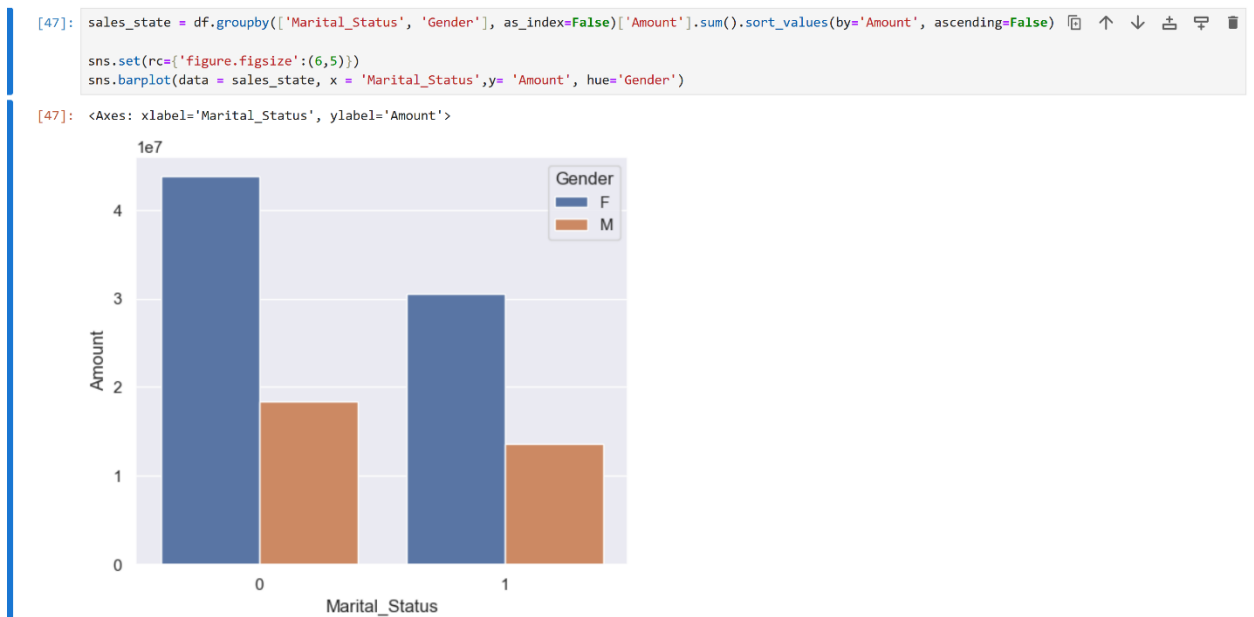 [47]: sales_state = df.groupby(['Marital_Status', 'Gender'], as_index=False)['Amount'].sum().sort_values(by='Amount', ascending=False)
sns.set(rc={'figure.figsize':(6,5)})
sns.barplot(data = sales_state, x = 'Marital_Status',y= 'Amount', hue='Gender')
[47]: <Axes: xlabel='Marital_Status', ylabel='Amount'>
1e7
Gender
F
M
4
3
2
1
0
Amount
0 1
Marital_Status